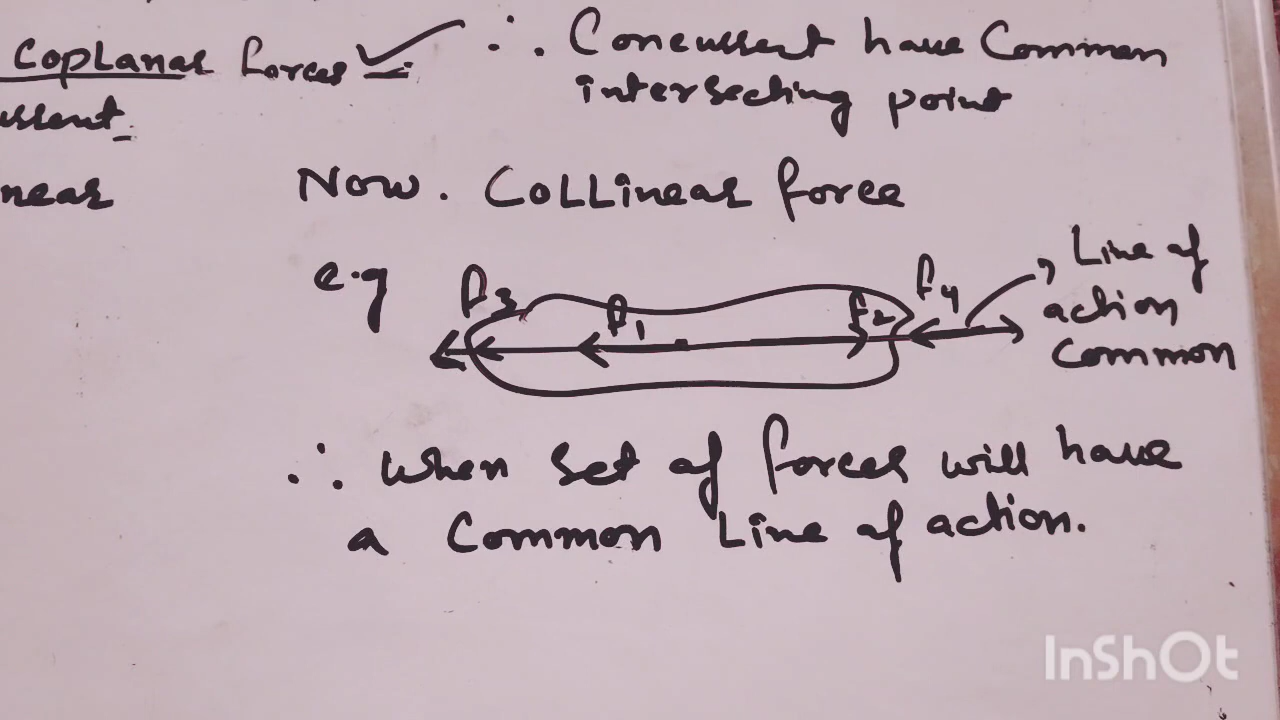 Coplanar forces
∴ Concurrent have Common
intersecting point
urrent
near
Now. Collinear force
e.g
F3
F1
F2
F4
Line of
action
Common
∴ When set of forces will have
a Common Line of action.
InShOt